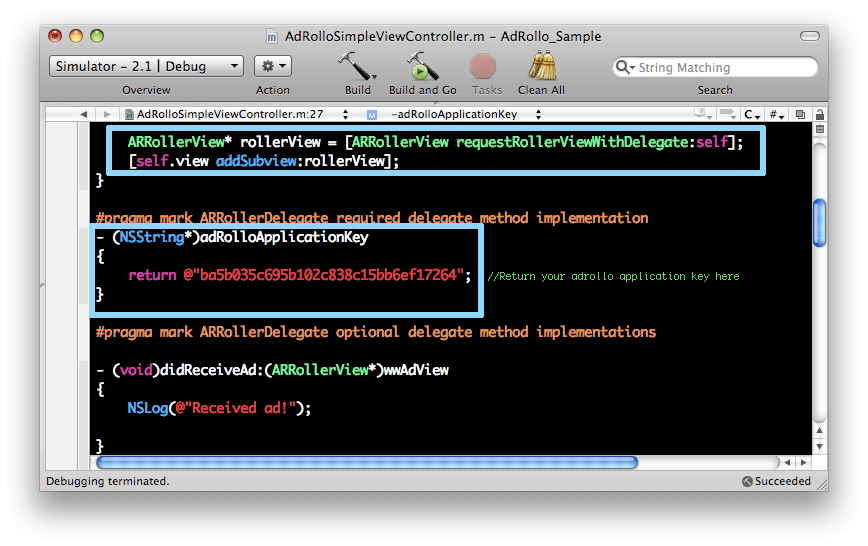 AdRolloSimpleViewController.m - AdRollo_Sample
Simulator - 2.1 | Debug
Overview
Action
Build
Build and Go
Tasks
Clean All
String Matching
Search
AdRolloSimpleViewController.m:27
-adRolloApplicationKey
C
#
ARRollerView* rollerView = [ARRollerView requestRollerViewWithDelegate:self];
[self.view addSubview:rollerView];
}
#pragma mark ARRollerDelegate required delegate method implementation
- (NSString*)adRolloApplicationKey
{
return @"ba5b035c695b102c838c15bb6ef17264"; //Return your adrollo application key here
}
#pragma mark ARRollerDelegate optional delegate method implementations
- (void)didReceiveAd:(ARRollerView*)wwAdView
{
NSLog(@"Received ad!");
}
Debugging terminated.
Succeeded